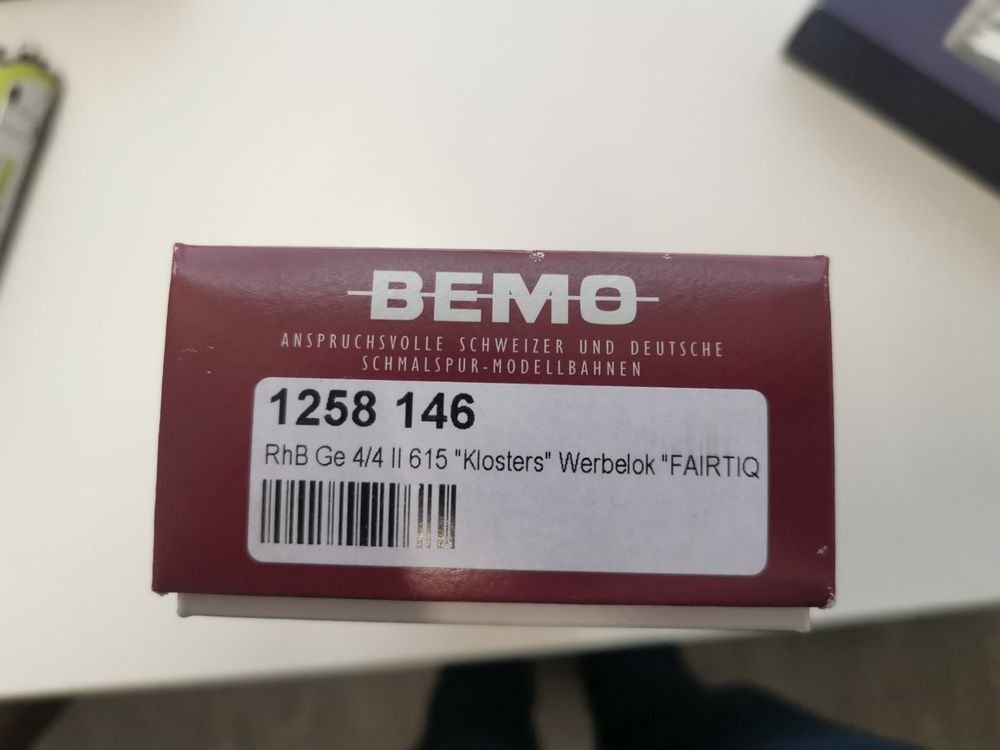 BEMO
ANSPRUCHSVOLLE SCHWEIZER UND DEUTSCHE
SCHMALSPUR-MODELLBAHNEN
1258 146
RhB Ge 4/4 II 615 "Klosters" Werbelok "FAIRTIQ